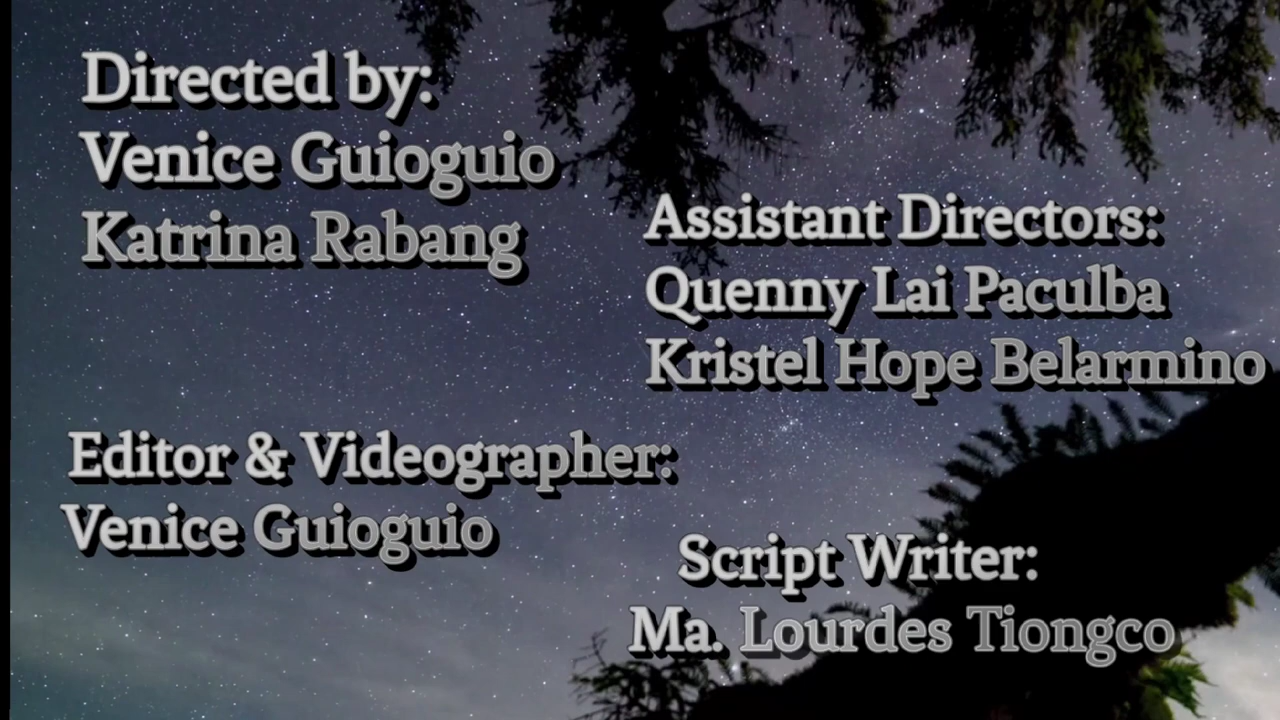 Directed by:
Venice Guioguio
Katrina Rabang
Assistant Directors:
Quenny Lai Paculba
Kristel Hope Belarmino
Editor & Videographer:
Venice Guioguio
Script Writer:
Ma. Lourdes Tiongco